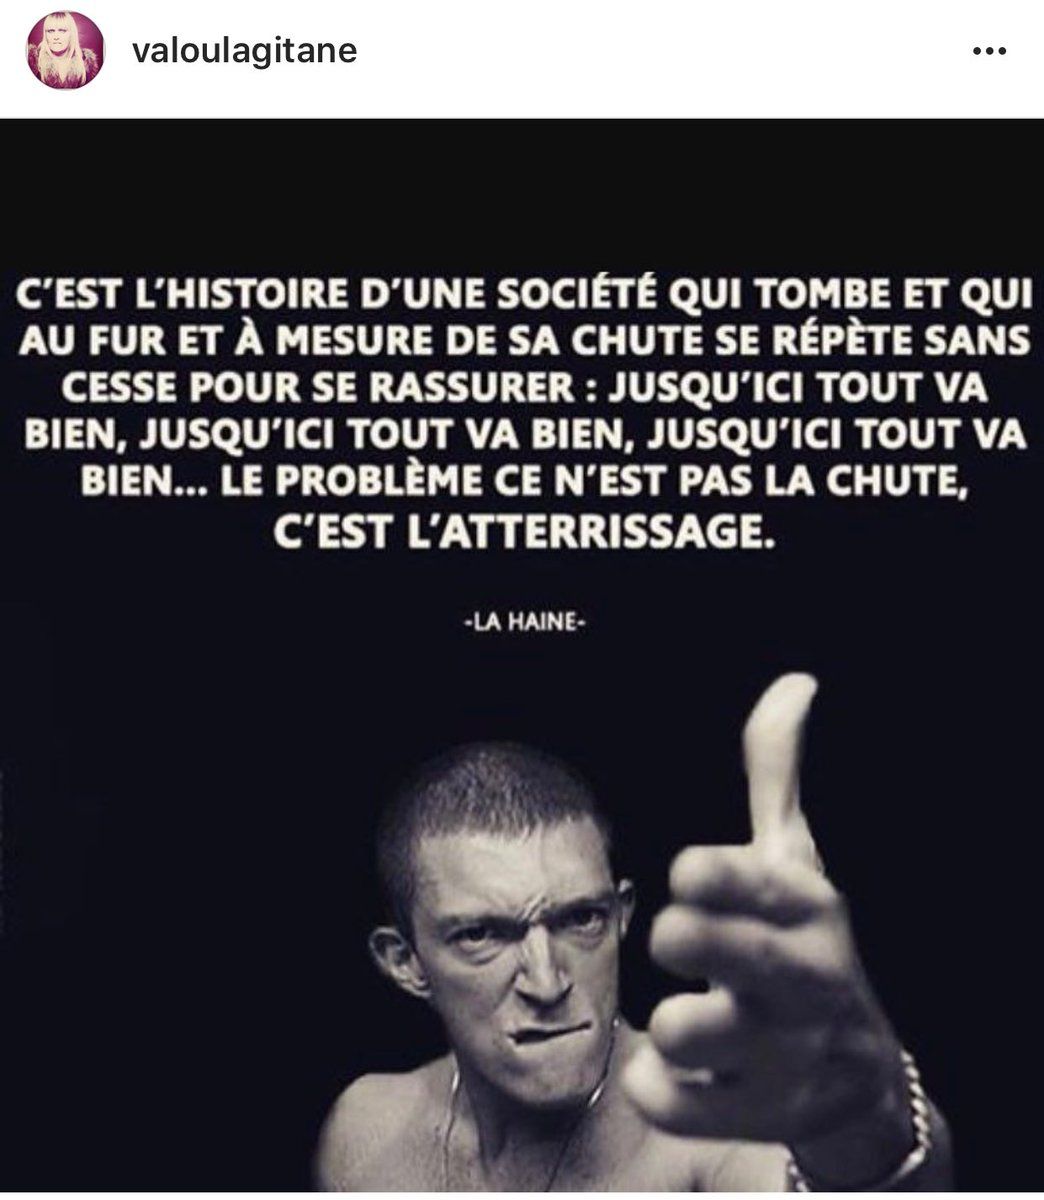 valoulagitane
C'EST L'HISTOIRE D'UNE SOCIÉTÉ QUI TOMBE ET QUI
AU FUR ET À MESURE DE SA CHUTE SE RÉPÈTE SANS
CESSE POUR SE RASSURER : JUSQU'ICI TOUT VA
BIEN, JUSQU'ICI TOUT VA BIEN, JUSQU'ICI TOUT VA
BIEN... LE PROBLÈME CE N'EST PAS LA CHUTE,
C'EST L'ATTERRISSAGE.
-LA HAINE-